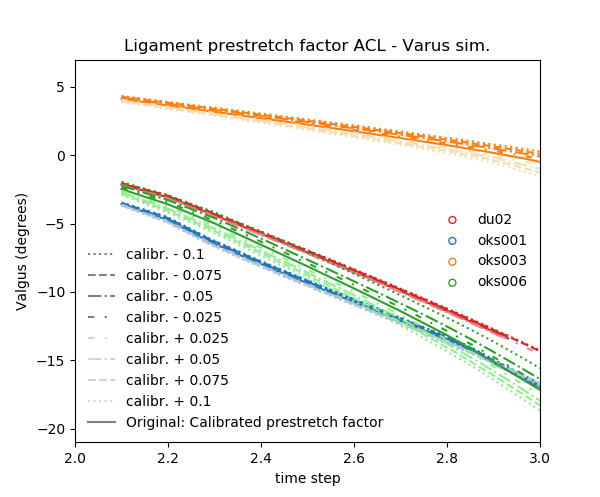 Ligament prestretch factor ACL - Varus sim.
Valgus (degrees)
5
0
−5
−10
−15
−20
du02
oks001
oks003
oks006
calibr. - 0.1
calibr. - 0.075
calibr. - 0.05
calibr. - 0.025
calibr. + 0.025
calibr. + 0.05
calibr. + 0.075
calibr. + 0.1
Original: Calibrated prestretch factor
2.0 2.2 2.4 2.6 2.8 3.0
time step